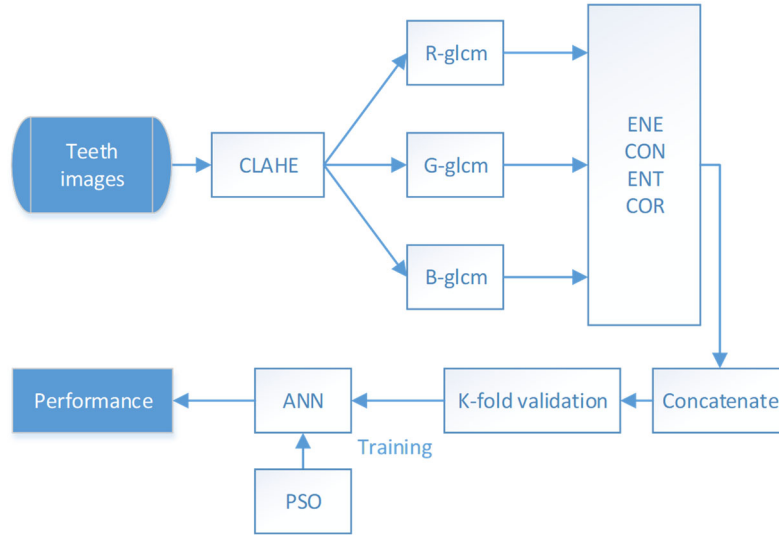 R-glcm
Teeth
images
CLAHE
G-glcm
ENE
CON
ENT
COR
B-glcm
Performance
ANN
K-fold validation
Concatenate
Training
PSO